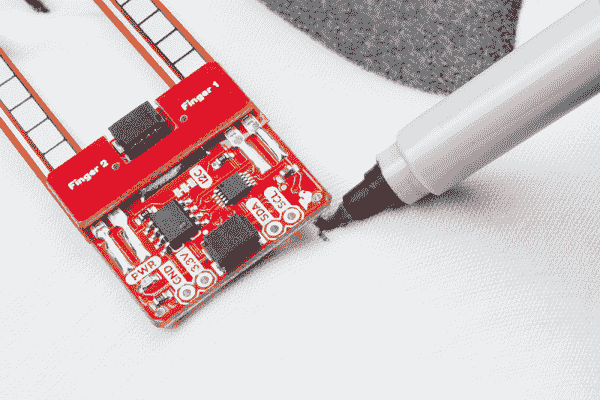 Finger 1
Finger 2
I2C
SCL
SDA
3.3V
GND
PWR